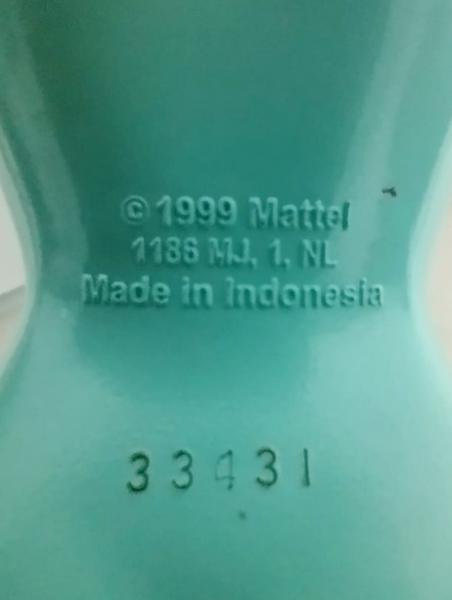 ©1999 Mattel
1186 MJ, 1, NL
Made in Indonesia
33431